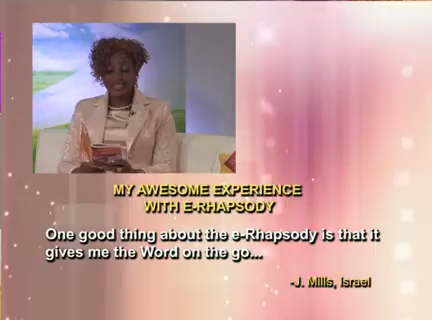 MY AWESOME EXPERIENCE
WITH E-RHAPSODY
One good thing about the e-Rhapsody is that it
gives me the Word on the go...
-J. Mills, Israel